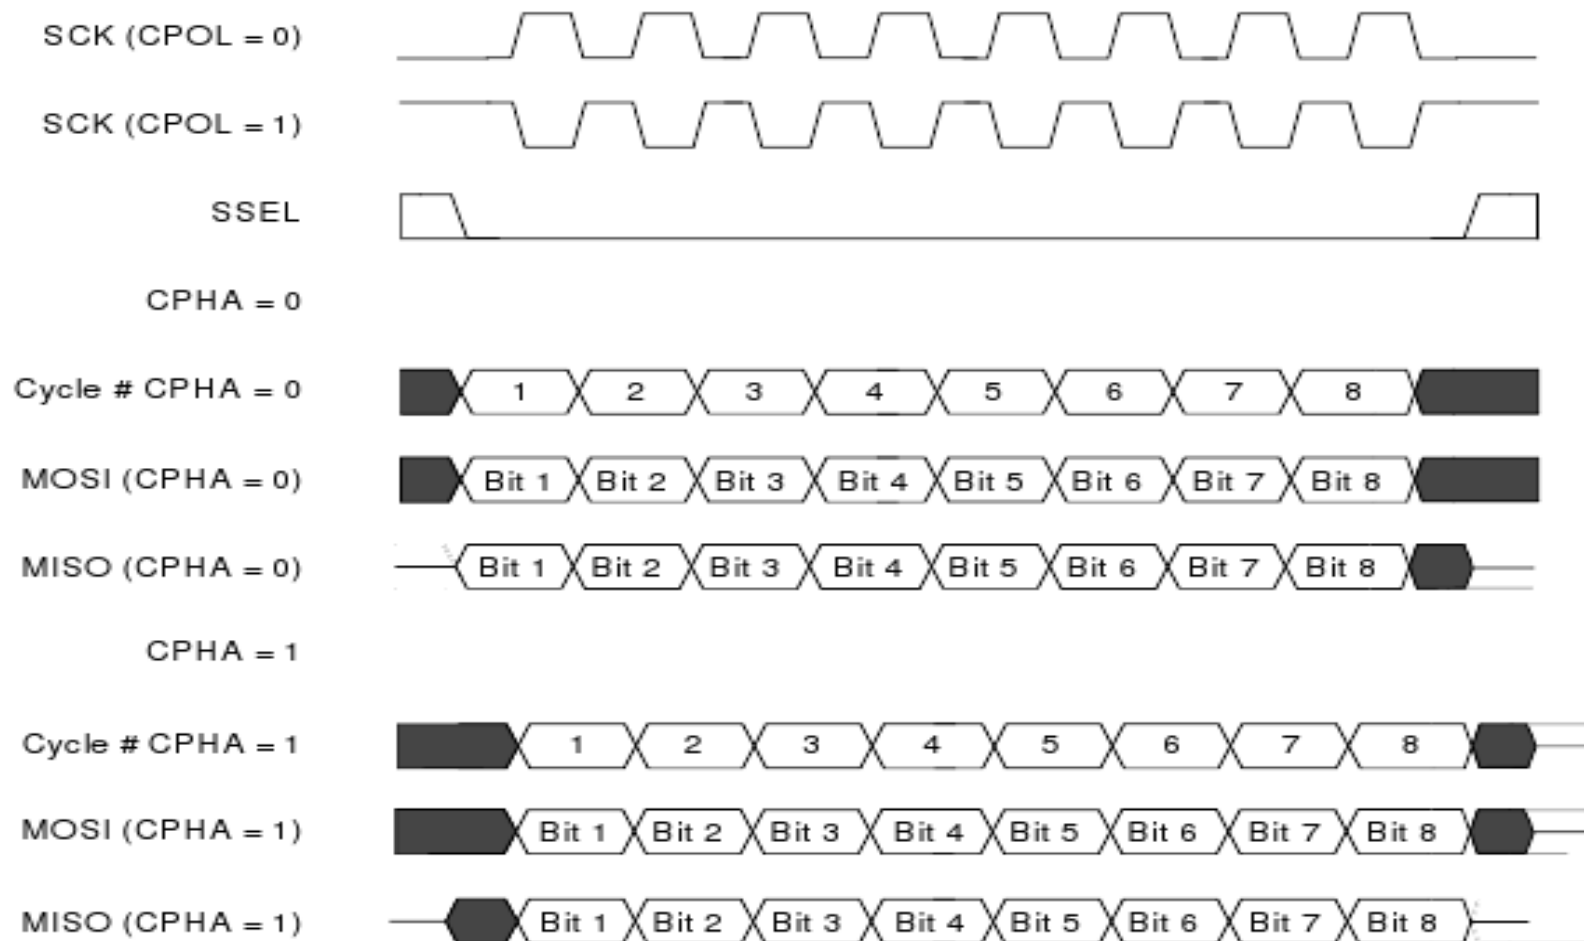 SCK (CPOL = 0)
SCK (CPOL = 1)
SSEL
CPHA = 0
Cycle # CPHA = 0 1 2 3 4 5 6 7 8
MOSI (CPHA = 0) Bit 1 Bit 2 Bit 3 Bit 4 Bit 5 Bit 6 Bit 7 Bit 8
MISO (CPHA = 0) Bit 1 Bit 2 Bit 3 Bit 4 Bit 5 Bit 6 Bit 7 Bit 8
CPHA = 1
Cycle # CPHA = 1 1 2 3 4 5 6 7 8
MOSI (CPHA = 1) Bit 1 Bit 2 Bit 3 Bit 4 Bit 5 Bit 6 Bit 7 Bit 8
MISO (CPHA = 1) Bit 1 Bit 2 Bit 3 Bit 4 Bit 5 Bit 6 Bit 7 Bit 8